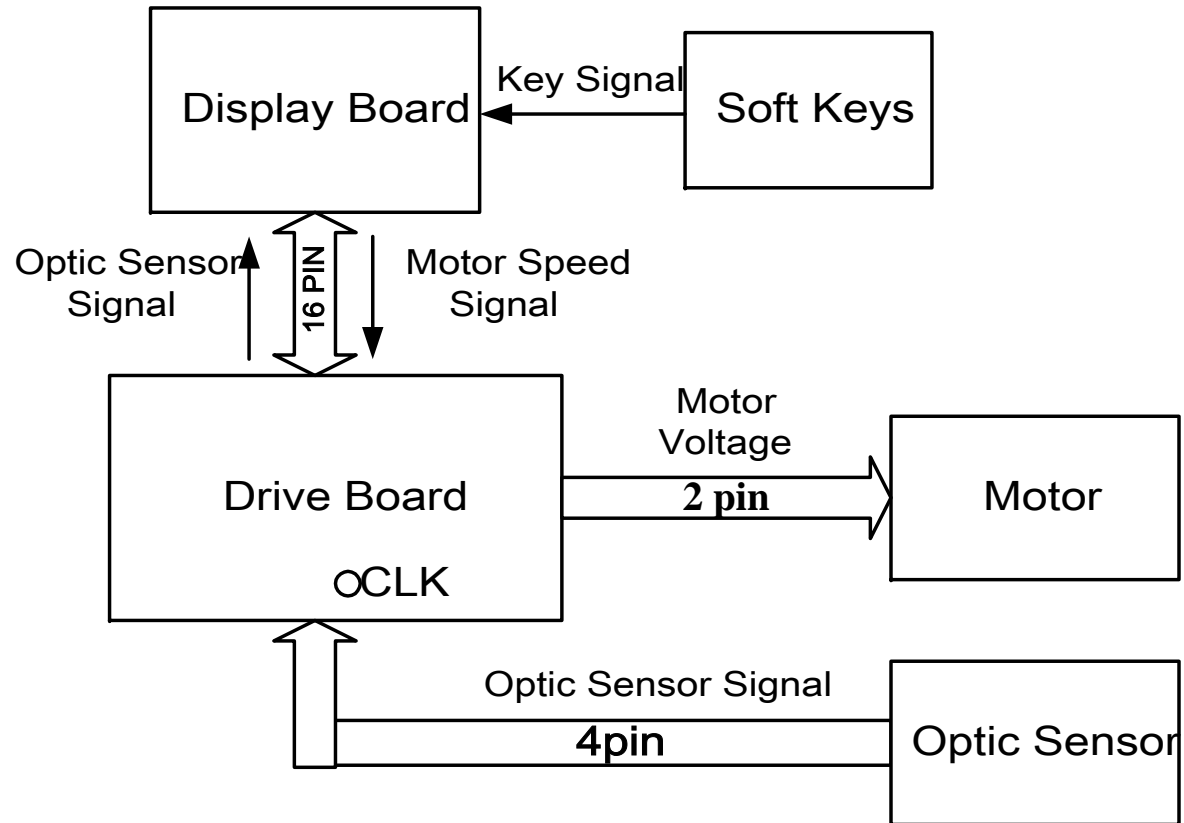 Display Board
Key Signal
Soft Keys
Optic Sensor
Signal
16 PIN
Motor Speed
Signal
Drive Board
CLK
Motor
Voltage
2 pin
Motor
Optic Sensor Signal
4pin
Optic Sensor